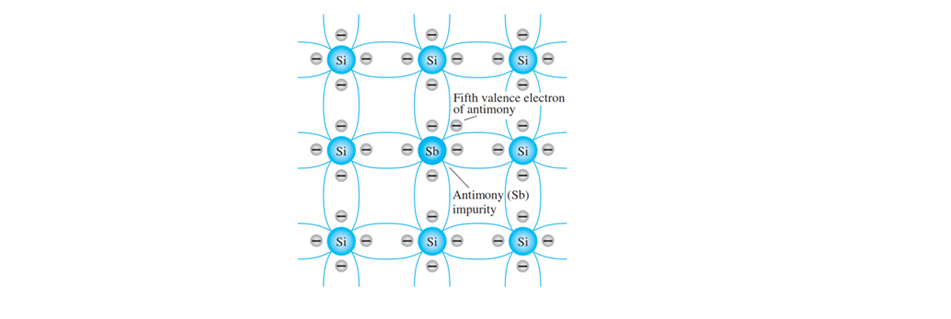 Si Si Si
Fifth valence electron
of antimony
Si Sb Si
Antimony (Sb)
impurity
Si Si Si